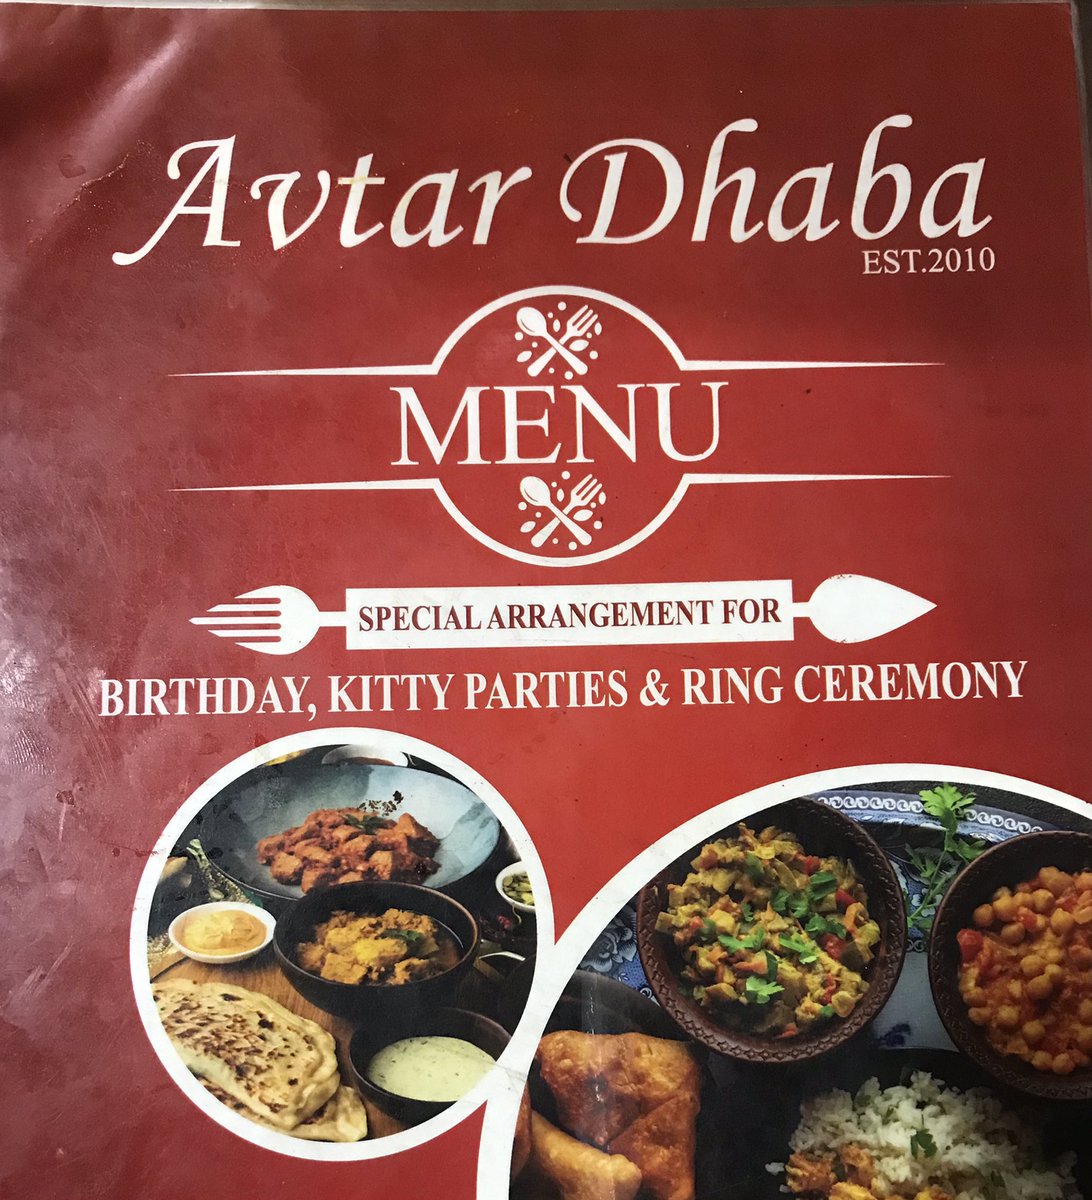 Avtar Dhaba
EST.2010
MENU
SPECIAL ARRANGEMENT FOR
BIRTHDAY, KITTY PARTIES & RING CEREMONY